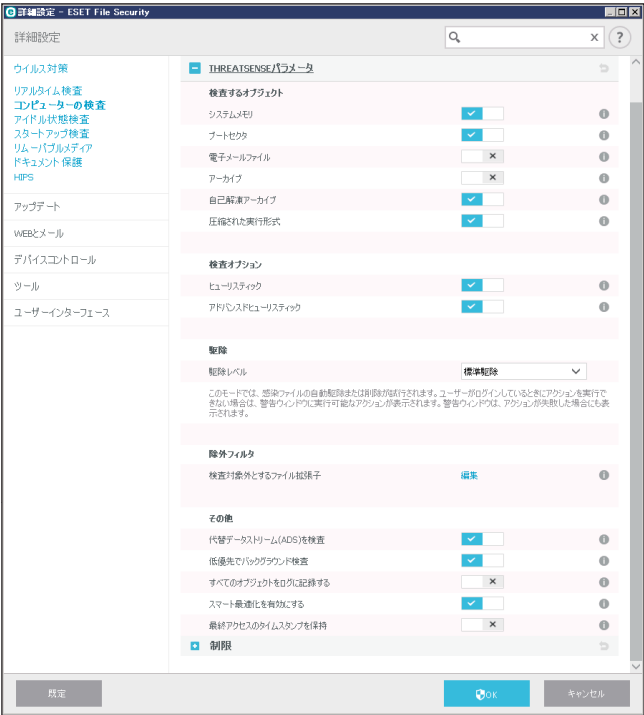 詳細設定 - ESET File Security
詳細設定
x
?
ウイルス対策
リアルタイム検査
コンピューターの検査
アイドル状態検査
スタートアップ検査
リムーバブルメディア
ドキュメント保護
HIPS
アップデート
WEBとメール
デバイスコントロール
ツール
ユーザーインターフェース
THREATSENSEパラメータ
検査するオブジェクト
システムメモリ
ブートセクタ
電子メールファイル
アーカイブ
自己解凍アーカイブ
圧縮された実行形式
検査オプション
ヒューリスティック
アドバンスドヒューリスティック
駆除
駆除レベル
標準駆除
このモードでは、感染ファイルの自動駆除または削除が試行されます。ユーザーがログインしているときにアクションを実行で
きない場合は、警告ウィンドウに実行可能なアクションが表示されます。警告ウィンドウは、アクションが失敗した場合にも表
示されます。
除外フィルタ
検査対象外とするファイル拡張子
編集
その他
代替データストリーム(ADS)を検査
低優先でバックグラウンド検査
すべてのオブジェクトをログに記録する
スマート最適化を有効にする
最終アクセスのタイムスタンプを保持
制限
既定
OK
キャンセル